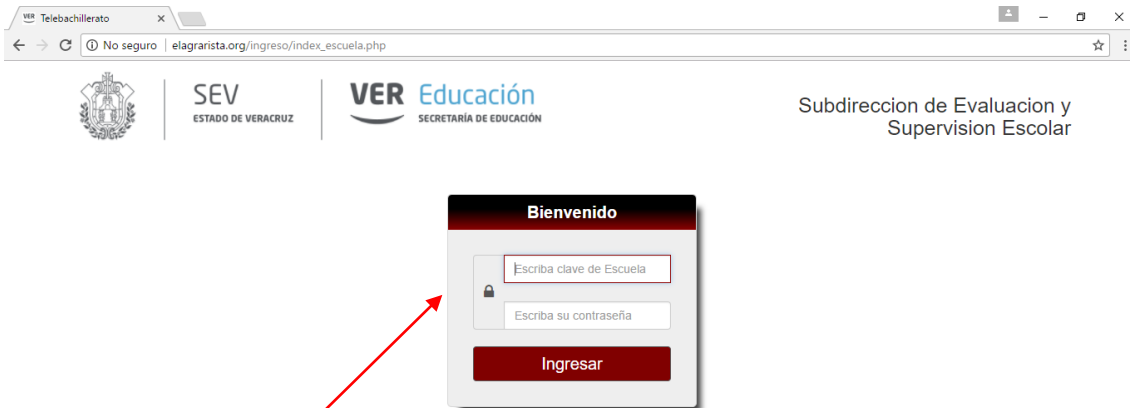 VER Telebachillerato
No seguro | elagrarista.org/ingreso/index_escuela.php
SEV
ESTADO DE VERACRUZ
VER Educación
SECRETARÍA DE EDUCACIÓN
Subdireccion de Evaluacion y
Supervision Escolar
Bienvenido
Escriba clave de Escuela
Escriba su contraseña
Ingresar